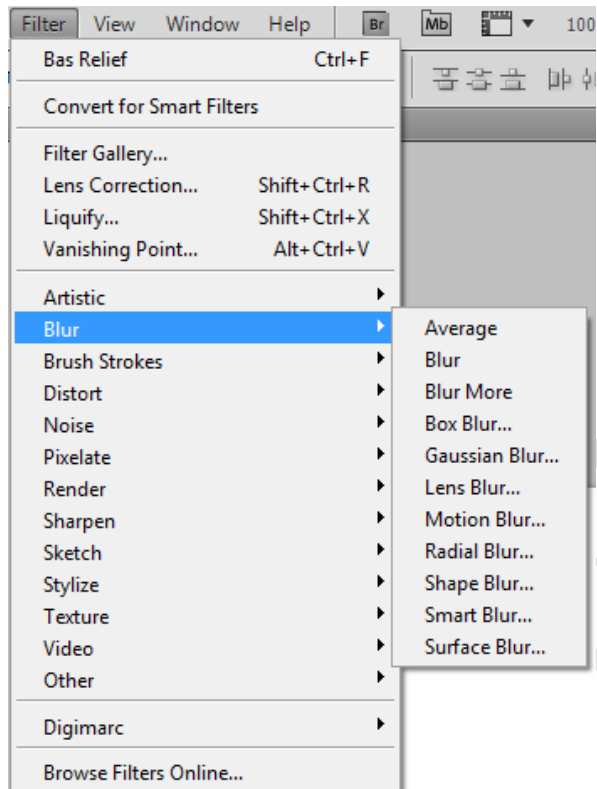 Filter View Window Help Br Mb 100
Bas Relief Ctrl+F
Convert for Smart Filters
Filter Gallery...
Lens Correction... Shift+Ctrl+R
Liquify... Shift+Ctrl+X
Vanishing Point... Alt+Ctrl+V
Artistic
Blur
Brush Strokes
Distort
Noise
Pixelate
Render
Sharpen
Sketch
Stylize
Texture
Video
Other
Digimarc
Browse Filters Online...
Average
Blur
Blur More
Box Blur...
Gaussian Blur...
Lens Blur...
Motion Blur...
Radial Blur...
Shape Blur...
Smart Blur...
Surface Blur...